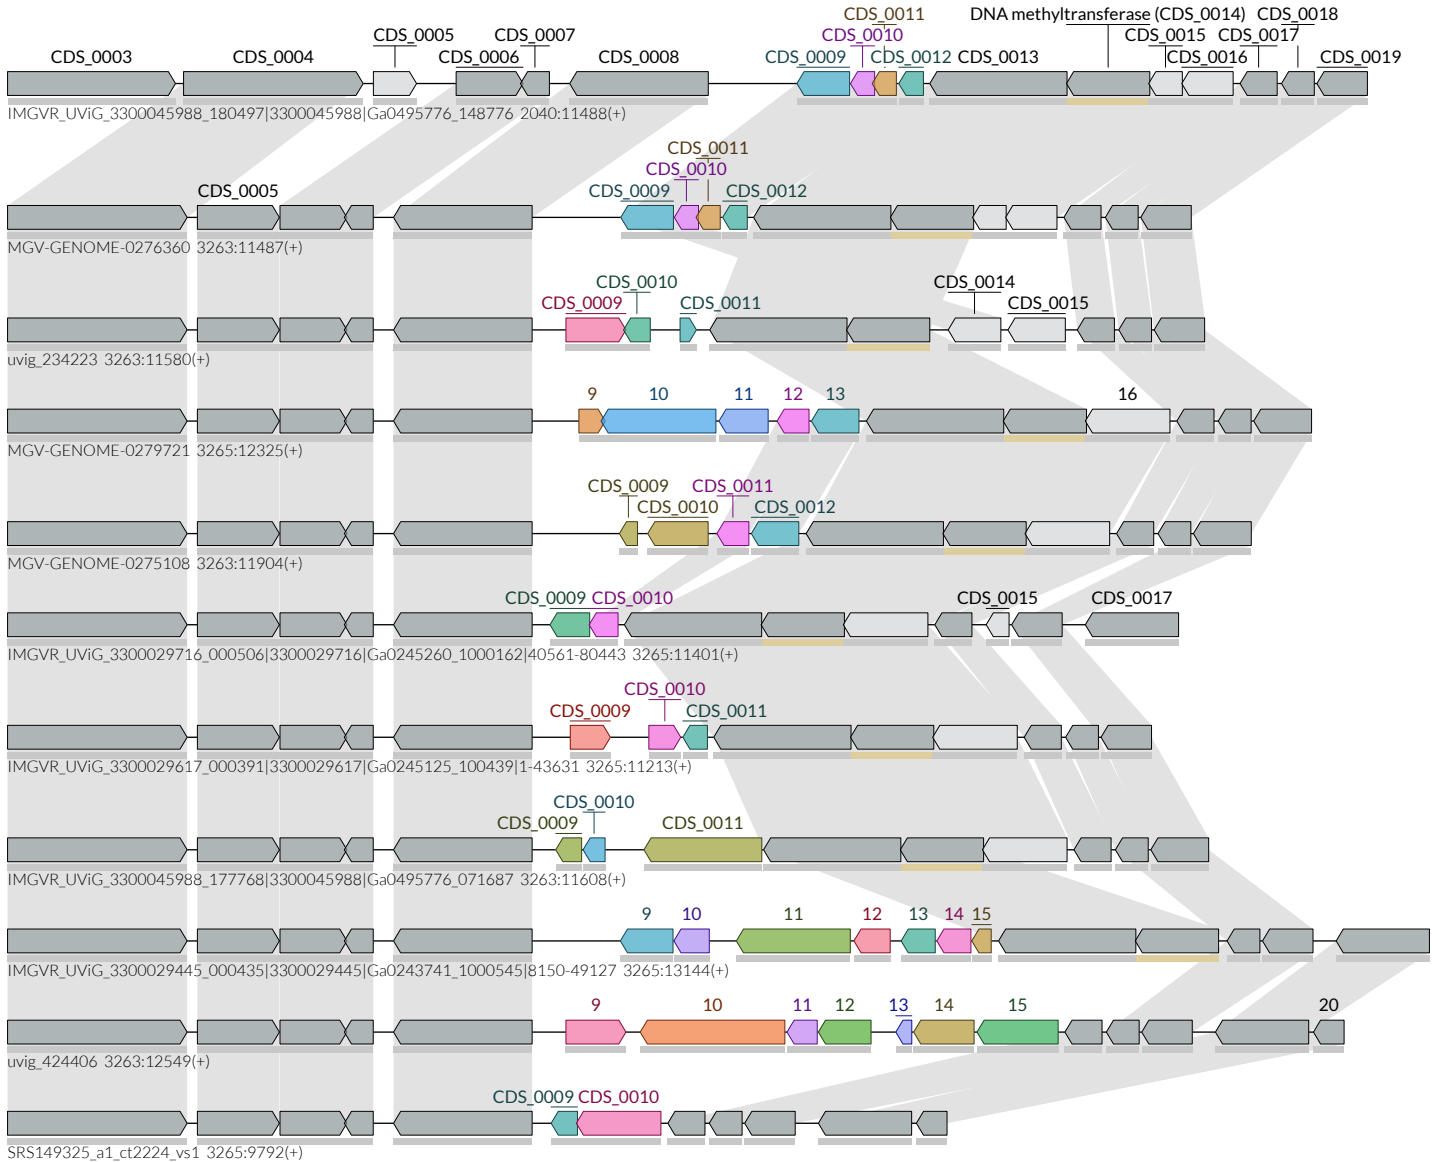 CDS_0011 DNA methyltransferase (CDS_0014) CDS_0018
CDS_0005 CDS_0007 CDS_0010 CDS_0015 CDS_0017
CDS_0003 CDS_0004 CDS_0006 CDS_0008 CDS_0009 CDS_0012 CDS_0013 CDS_0016 CDS_0019
IMGVR_UViG_3300045988_180497|3300045988|Ga0495776_148776 2040:11488(+)
CDS_0011
CDS_0010
CDS_0005 CDS_0009 CDS_0012
MGV-GENOME-0276360 3263:11487(+)
CDS_0010 CDS_0014
CDS_0009 CDS_0011 CDS_0015
uvig_234223 3263:11580(+)
9 10 11 12 13 16
MGV-GENOME-0279721 3265:12325(+)
CDS_0009 CDS_0011
CDS_0010 CDS_0012
MGV-GENOME-0275108 3263:11904(+)
CDS_0009 CDS_0010 CDS_0015 CDS_0017
IMGVR_UViG_3300029716_000506|3300029716|Ga0245260_1000162|40561-80443 3265:11401(+)
CDS_0010
CDS_0009 CDS_0011
IMGVR_UViG_3300029617_000391|3300029617|Ga0245125_100439|1-43631 3265:11213(+)
CDS_0010
CDS_0009 CDS_0011
IMGVR_UViG_3300045988_177768|3300045988|Ga0495776_071687 3263:11608(+)
9 10 11 12 13 14 15
IMGVR_UViG_3300029445_000435|3300029445|Ga0243741_1000545|8150-49127 3265:13144(+)
9 10 11 12 13 14 15 20
uvig_424406 3263:12549(+)
CDS_0009 CDS_0010
SRS149325_a1_ct2224_vs1 3265:9792(+)